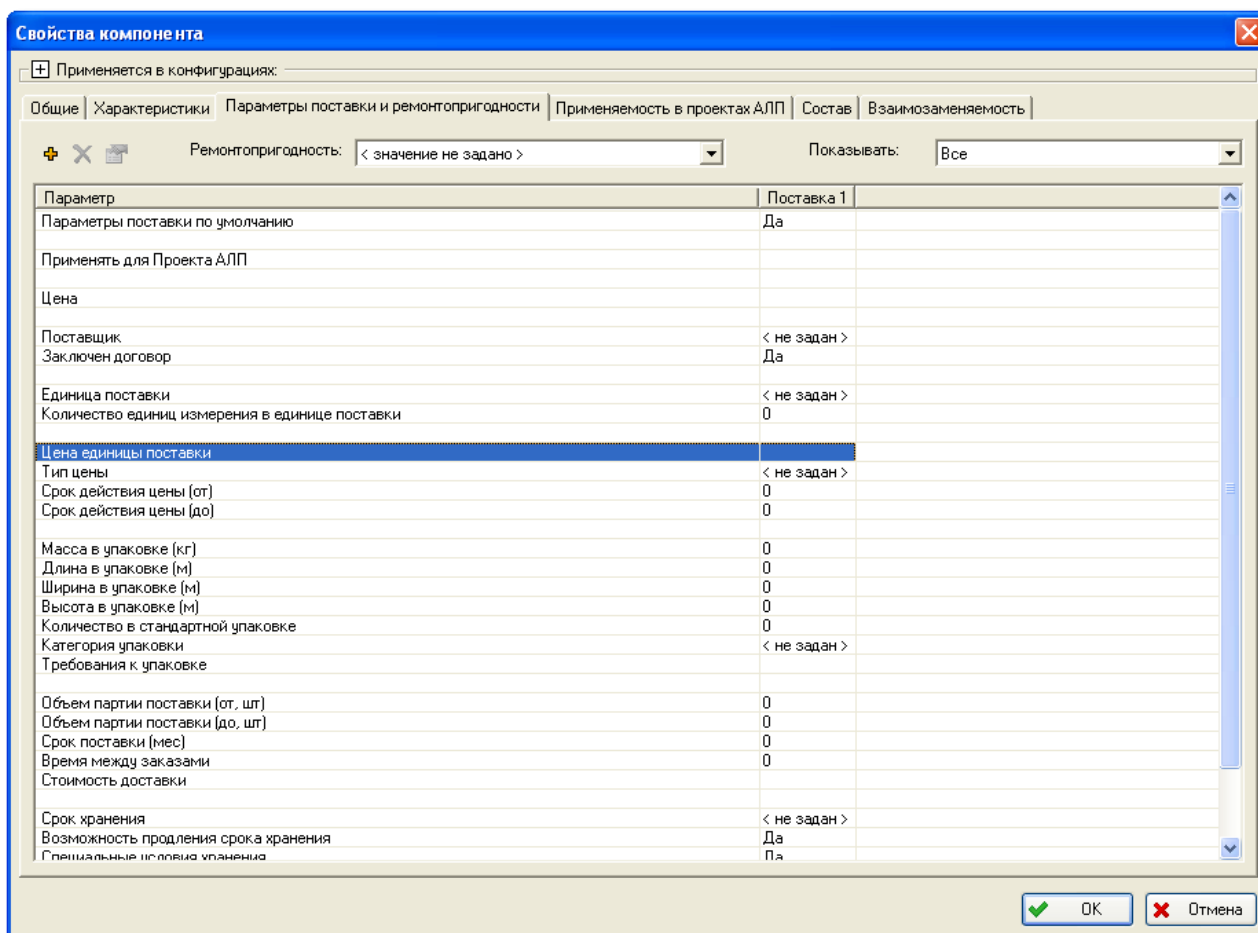 Свойства компонента
Применяется в конфигурациях:
Общие Характеристики Параметры поставки и ремонтопригодности Применяемость в проектах АЛП Состав Взаимозаменяемость
Ремонтопригодность: < значение не задано > Показывать: Все
Параметр Поставка 1
Параметры поставки по умолчанию Да
Применять для Проекта АЛП
Цена
Поставщик < не задан >
Заключен договор Да
Единица поставки < не задан >
Количество единиц измерения в единице поставки 0
Цена единицы поставки
Тип цены < не задан >
Срок действия цены (от) 0
Срок действия цены (до) 0
Масса в упаковке (кг) 0
Длина в упаковке (м) 0
Ширина в упаковке (м) 0
Высота в упаковке (м) 0
Количество в стандартной упаковке 0
Категория упаковки < не задан >
Требования к упаковке
Объем партии поставки (от, шт) 0
Объем партии поставки (до, шт) 0
Срок поставки (мес) 0
Время между заказами 0
Стоимость доставки
Срок хранения < не задан >
Возможность продления срока хранения Да
Специальные условия хранения Да
OK Отмена